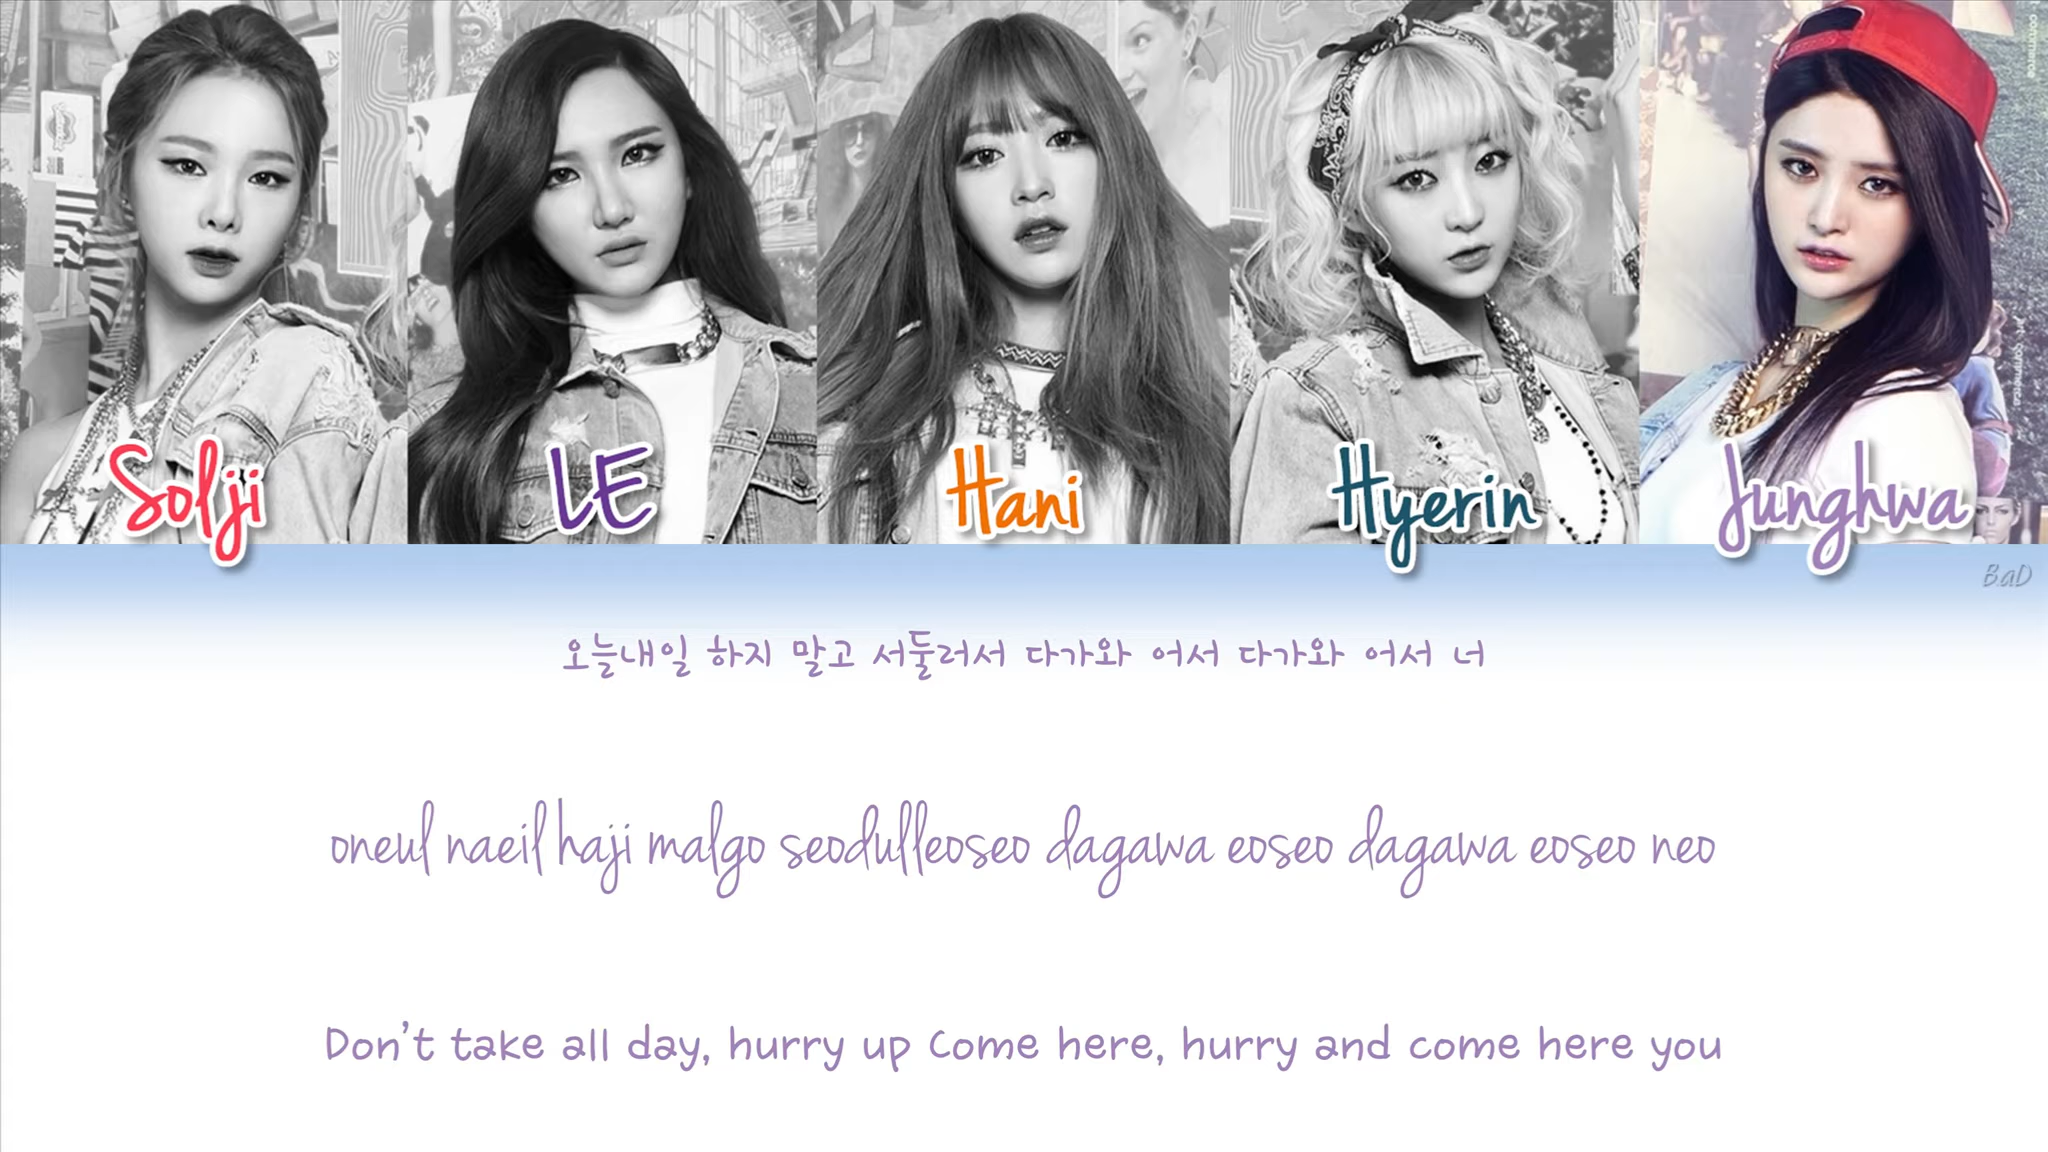 Solji LE Hani Hyerin Junghwa
BaD
오늘내일 하지 말고 서둘러서 다가와 어서 다가와 어서 너
oneul naeil haji malgo seodulleoseo dagawa eoseo dagawa eoseo neo
Don't take all day, hurry up Come here, hurry and come here you